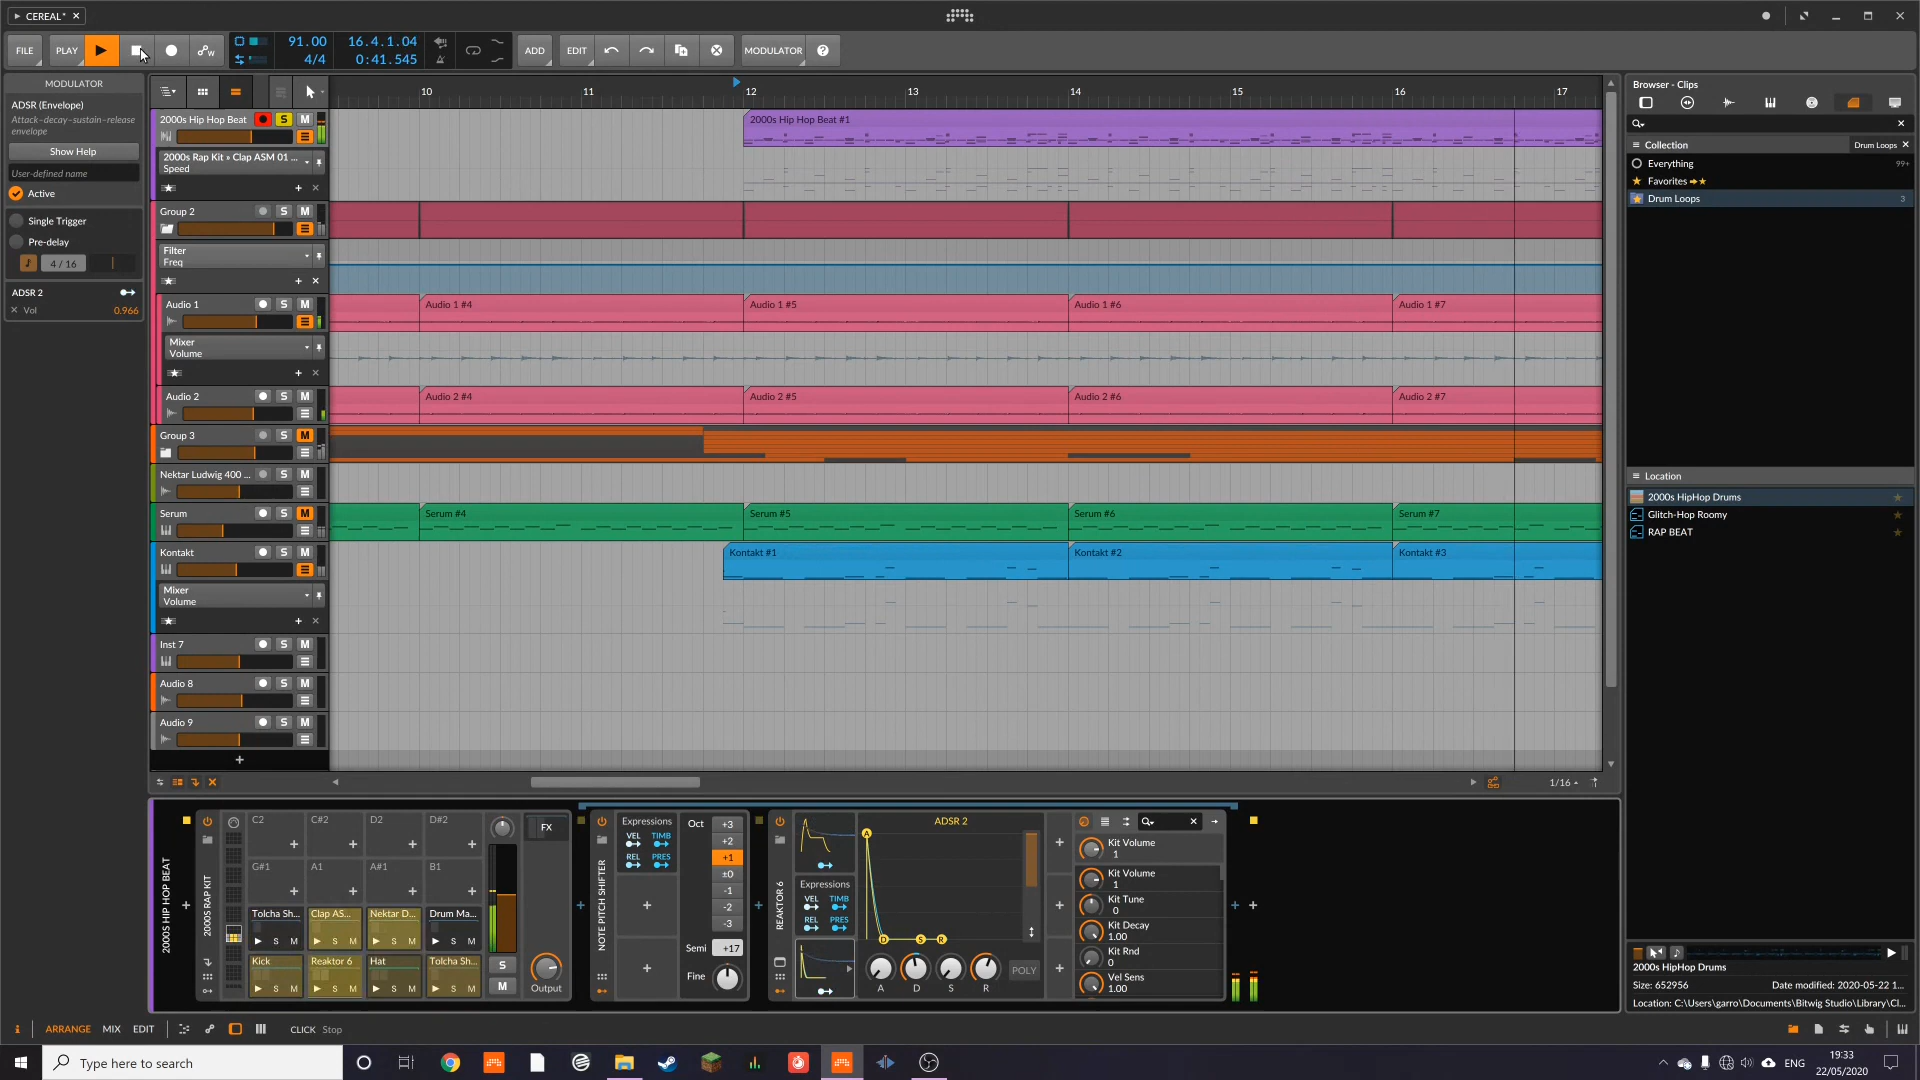 CEREAL*
FILE
PLAY
91.00
4/4
16.4.1.04
0:41.545
ADD
EDIT
MODULATOR
?
MODULATOR
ADSR (Envelope)
Attack-decay-sustain-release
envelope
Show Help
User-defined name
Active
Single Trigger
Pre-delay
4 / 16
ADSR 2
Vol 0.966
10 11 12 13 14 15 16 17
2000s Hip Hop Beat S M
2000s Rap Kit » Clap ASM 01 ...
Speed
2000s Hip Hop Beat #1
Group 2 S M
Filter
Freq
Audio 1 S M
Audio 1 #4 Audio 1 #5 Audio 1 #6 Audio 1 #7
Mixer
Volume
Audio 2 S M
Audio 2 #4 Audio 2 #5 Audio 2 #6 Audio 2 #7
Group 3 S M
Nektar Ludwig 400 ... S M
Serum S M
Serum #4 Serum #5 Serum #6 Serum #7
Kontakt S M
Kontakt #1 Kontakt #2 Kontakt #3
Mixer
Volume
Inst 7 S M
Audio 8 S M
Audio 9 S M
+
1/16
Browser - Clips
Collection Drum Loops
Everything 99+
Favorites
Drum Loops 3
Location
2000s HipHop Drums
Glitch-Hop Roomy
RAP BEAT
2000s HipHop Drums
Size: 652956 Date modified: 2020-05-22 1...
Location: C:\Users\garro\Documents\Bitwig Studio\Library\Cl...
2000S HIP HOP BEAT
2000S RAP KIT
C2 C#2 D2 D#2
G#1 A1 A#1 B1
Tolcha Sh... Clap AS... Nektar D... Drum Ma...
S M S M S M S M
Kick Reaktor 6 Hat Tolcha Sh...
S M S M S M S M
FX
S
M
Output
NOTE PITCH SHIFTER
Expressions
VEL TIMB
REL PRES
Oct +3
+2
+1
±0
-1
-2
-3
Semi +17
Fine
REAKTOR 6
Expressions
VEL TIMB
REL PRES
ADSR 2
A
D S R
A D S R
POLY
Kit Volume
1
Kit Volume
1
Kit Tune
0
Kit Decay
1.00
Kit Rnd
0
Vel Sens
1.00
i ARRANGE MIX EDIT
CLICK Stop
Type here to search
ENG
19:33
22/05/2020